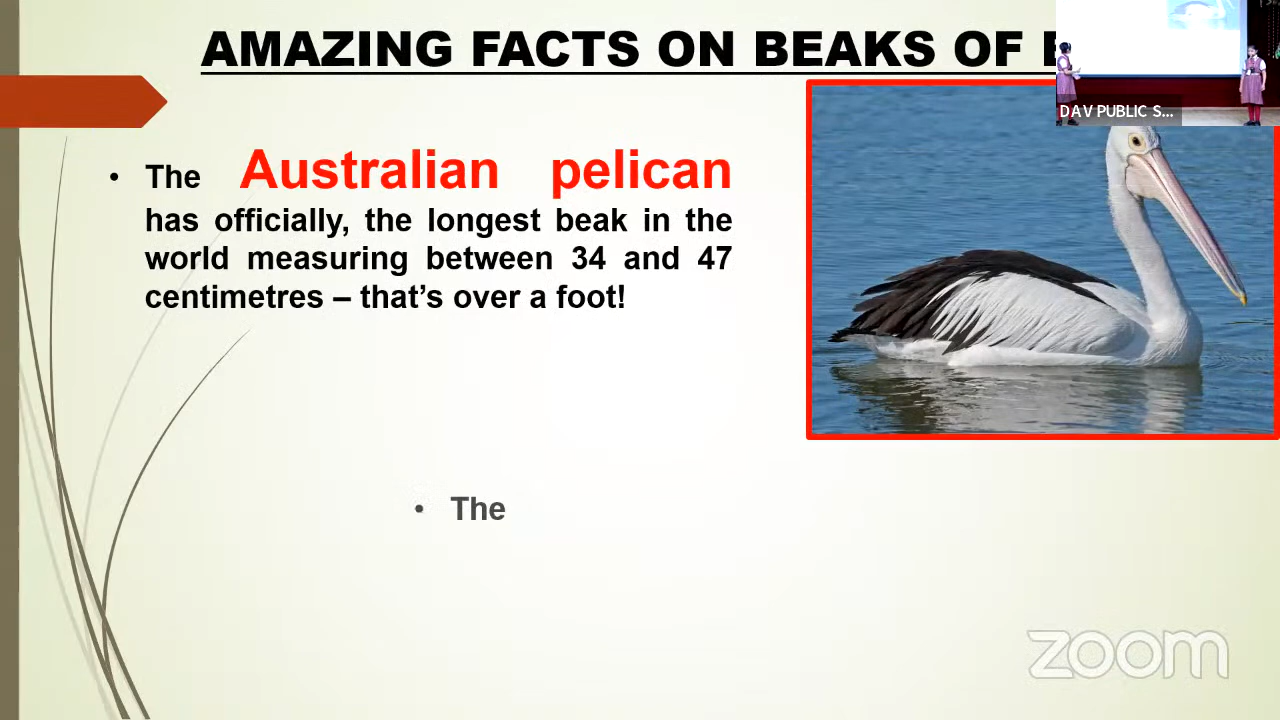 AMAZING FACTS ON BEAKS OF
DAV PUBLIC S...
• The Australian pelican
has officially, the longest beak in the
world measuring between 34 and 47
centimetres – that's over a foot!
• The
zoom